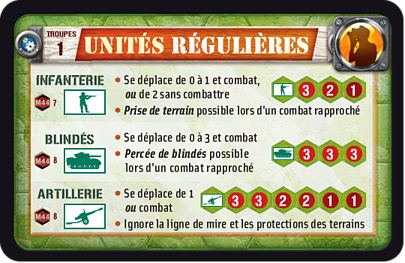 TROUPES
1
UNITÉS RÉGULIÈRES
INFANTERIE
M44 7
• Se déplace de 0 à 1 et combat,
ou de 2 sans combattre
• Prise de terrain possible lors d'un combat rapproché
3 2 1
BLINDÉS
M44 8
• Se déplace de 0 à 3 et combat
• Percée de blindés possible
lors d'un combat rapproché
3 3 3
ARTILLERIE
M44 8
• Se déplace de 1
ou combat
• Ignore la ligne de mire et les protections des terrains
3 3 2 2 1 1